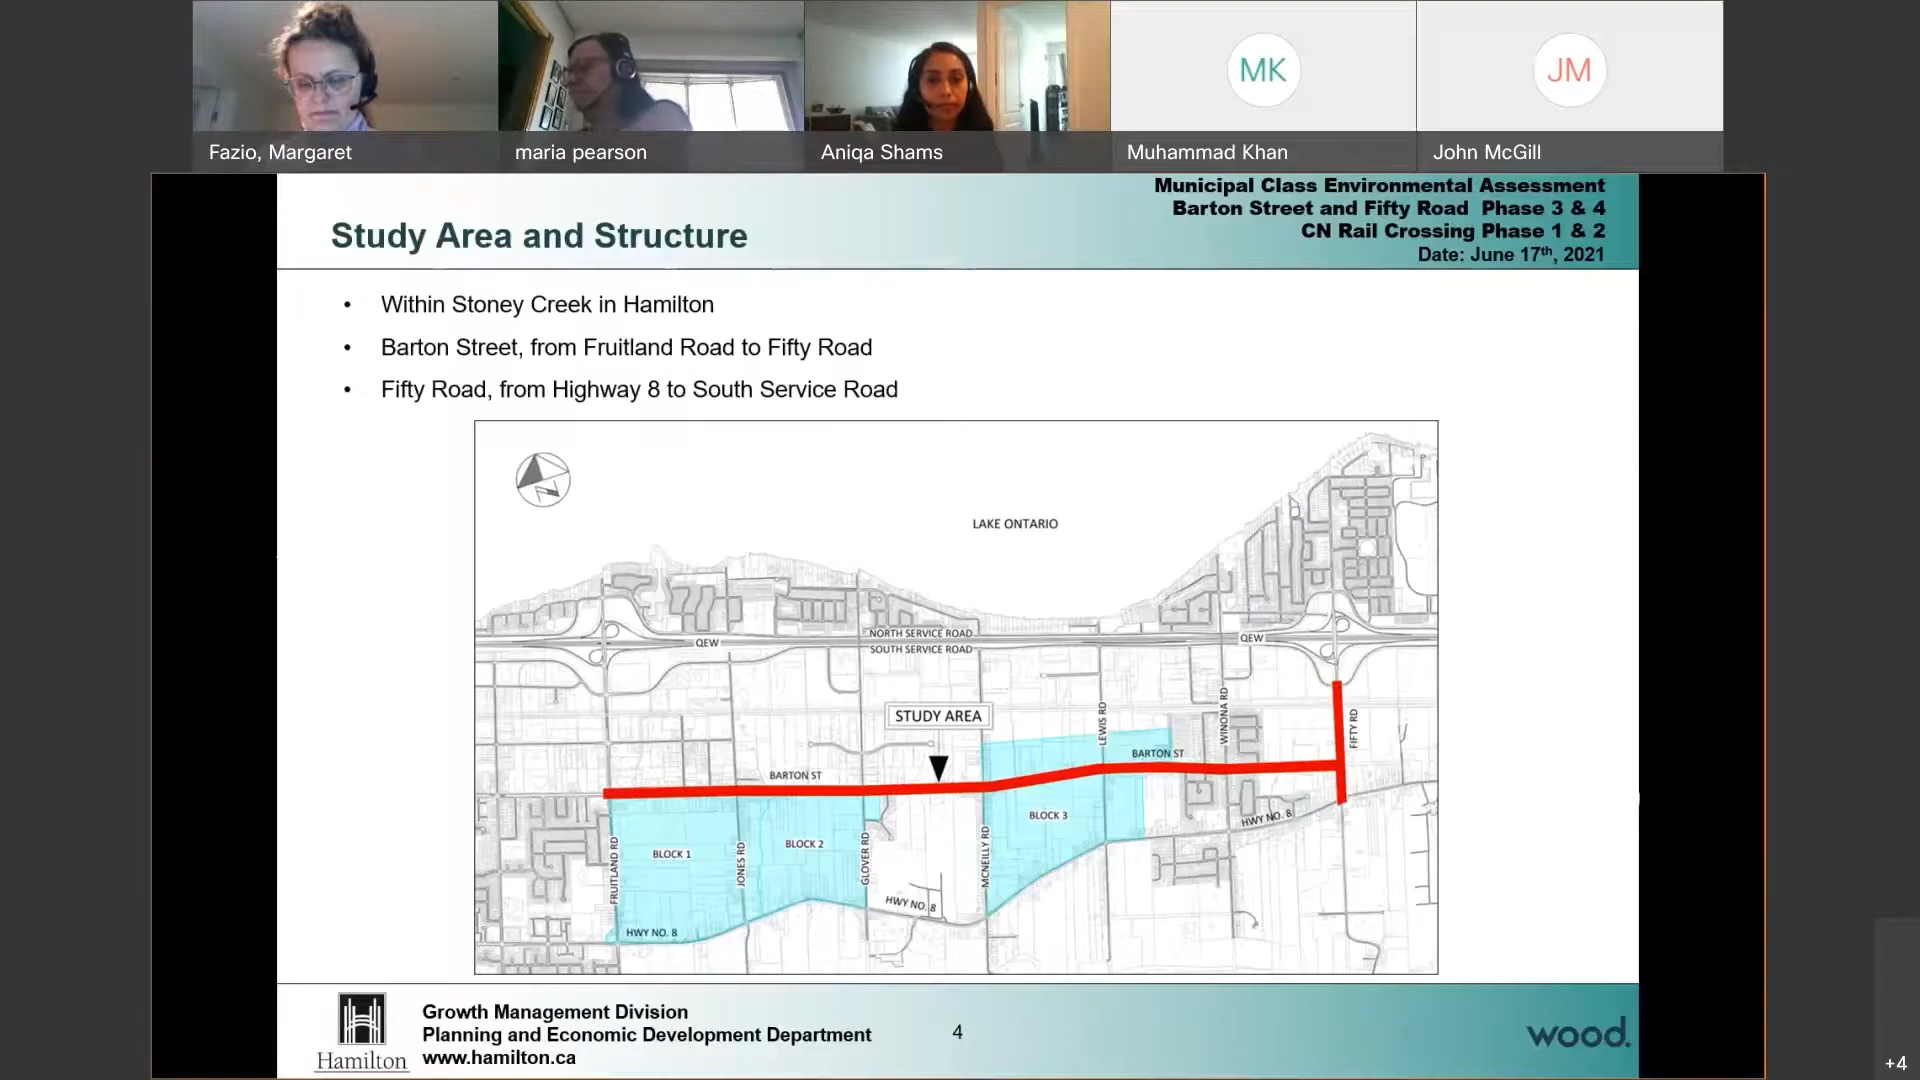 MK
JM
Fazio, Margaret
maria pearson
Aniqa Shams
Muhammad Khan
John McGill
Municipal Class Environmental Assessment
Barton Street and Fifty Road Phase 3 & 4
CN Rail Crossing Phase 1 & 2
Date: June 17th, 2021
Study Area and Structure
• Within Stoney Creek in Hamilton
• Barton Street, from Fruitland Road to Fifty Road
• Fifty Road, from Highway 8 to South Service Road
N
LAKE ONTARIO
NORTH SERVICE ROAD
QEW
QEW
SOUTH SERVICE ROAD
STUDY AREA
LEWIS RD
WINONA RD
FIFTY RD
BARTON ST
BARTON ST
BLOCK 3
HWY NO. 8
FRUITLAND RD
BLOCK 1
JONES RD
BLOCK 2
GLOVER RD
MCNEILLY RD
HWY NO. 8
HWY NO. 8
Hamilton
Growth Management Division
Planning and Economic Development Department
www.hamilton.ca
4
wood.
+4